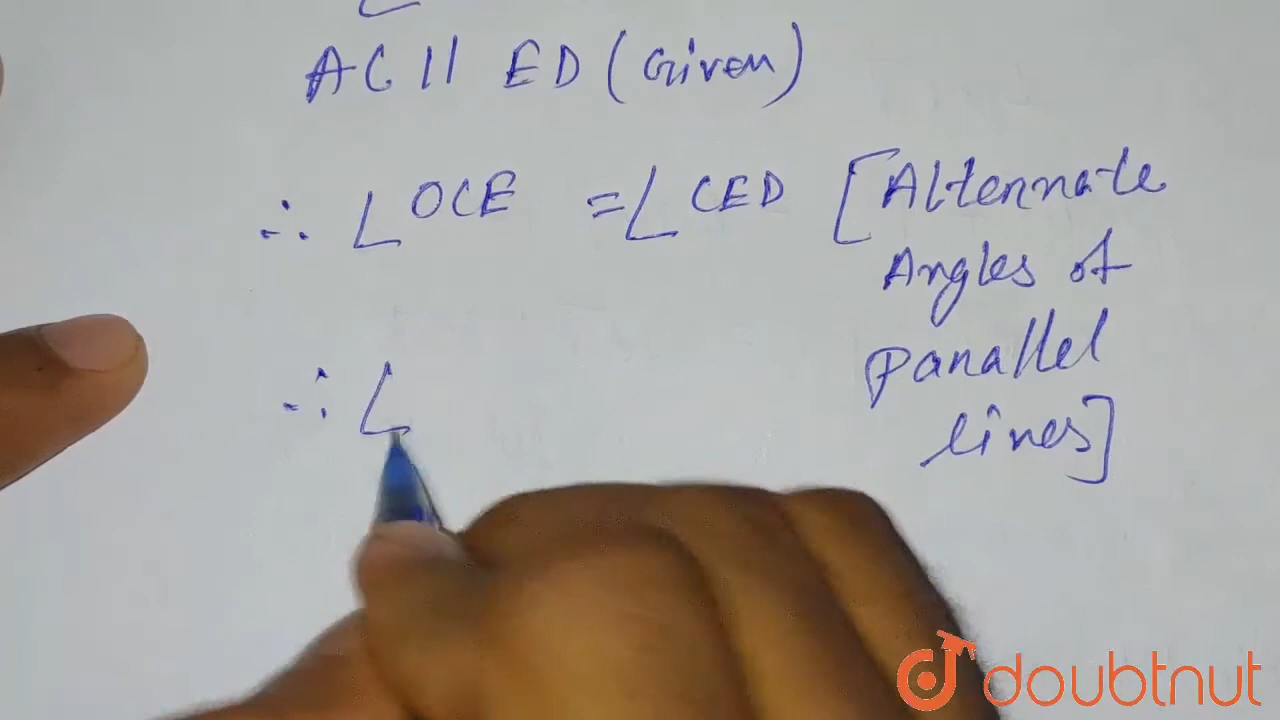 AC || ED (Given)
∴ ∠OCE = ∠CED [Alternate
Angles of
parallel
lines]
∴ ∠
doubtnut